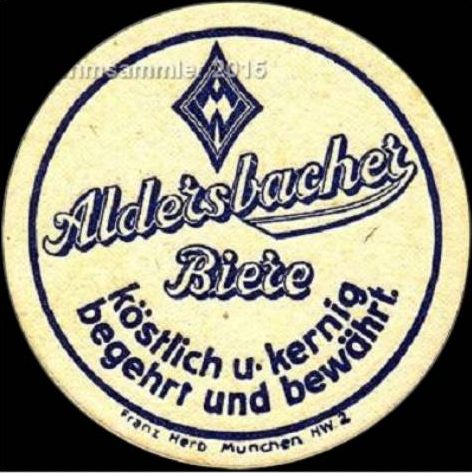 Aldersbacher
Biere
köstlich u. kernig
begehrt und bewährt.
Franz Herb München HW. 2